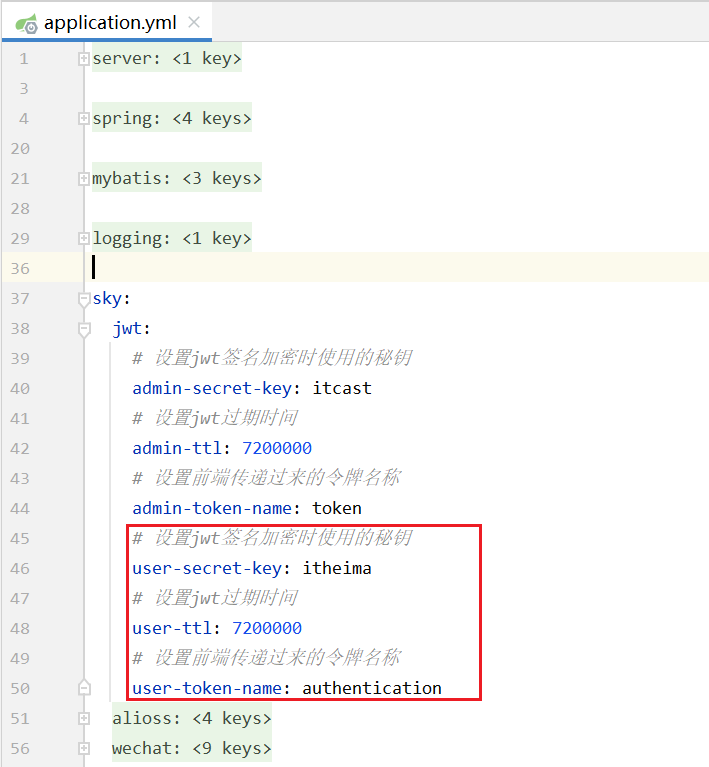 application.yml
1 server: <1 key>
3
4 spring: <4 keys>
20
21 mybatis: <3 keys>
28
29 logging: <1 key>
36
37 sky:
38 jwt:
39 # 设置jwt签名加密时使用的秘钥
40 admin-secret-key: itcast
41 # 设置jwt过期时间
42 admin-ttl: 7200000
43 # 设置前端传递过来的令牌名称
44 admin-token-name: token
45 # 设置jwt签名加密时使用的秘钥
46 user-secret-key: itheima
47 # 设置jwt过期时间
48 user-ttl: 7200000
49 # 设置前端传递过来的令牌名称
50 user-token-name: authentication
51 alioss: <4 keys>
56 wechat: <9 keys>